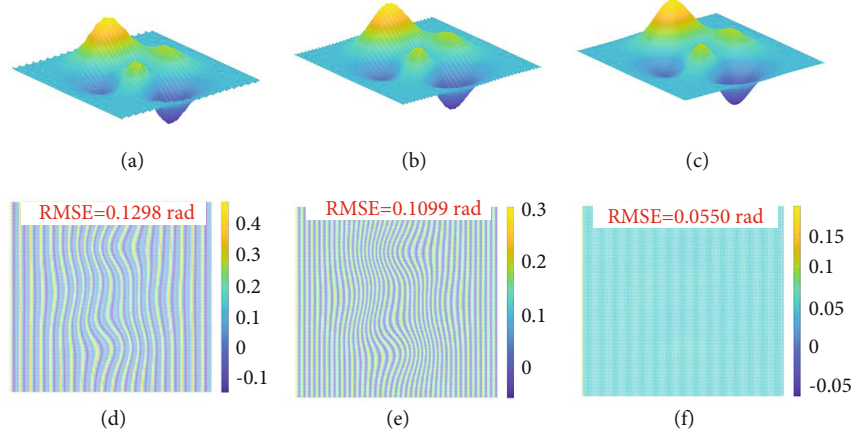 (a)
(b)
(c)
RMSE=0.1298 rad
0.4
0.3
0.2
0.1
0
-0.1
RMSE=0.1099 rad
0.3
0.2
0.1
0
RMSE=0.0550 rad
0.15
0.1
0.05
0
-0.05
(d)
(e)
(f)